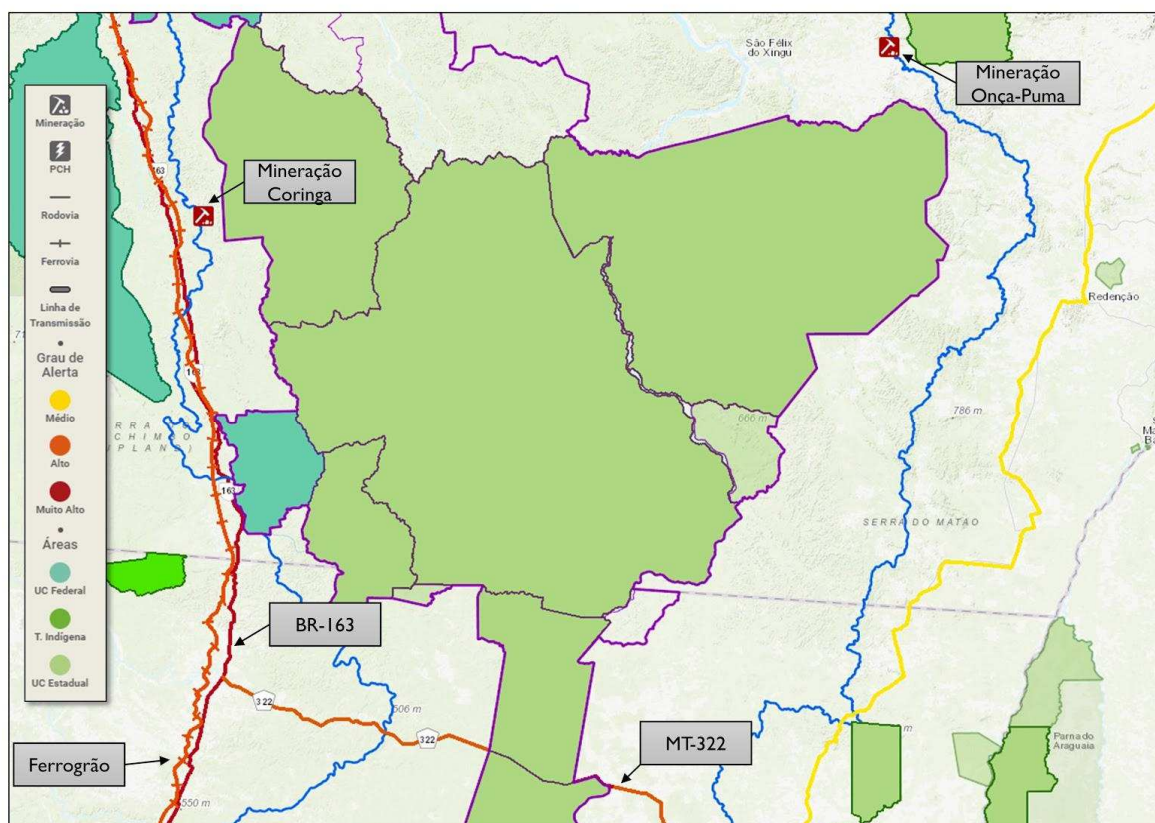 São Félix
do Xingu
Mineração
Onça-Puma
Mineração
PCH
Rodovia
Ferrovia
Linha de
Transmissão
Grau de
Alerta
Médio
Alto
Muito Alto
Áreas
UC Federal
T. Indígena
UC Estadual
163
Mineração
Coringa
Redenção
163
666 m
786 m
163
SERRA DO MATÃO
BR-163
322
506 m
322
MT-322
Parna do
Araguaia
Ferrogrão
550 m